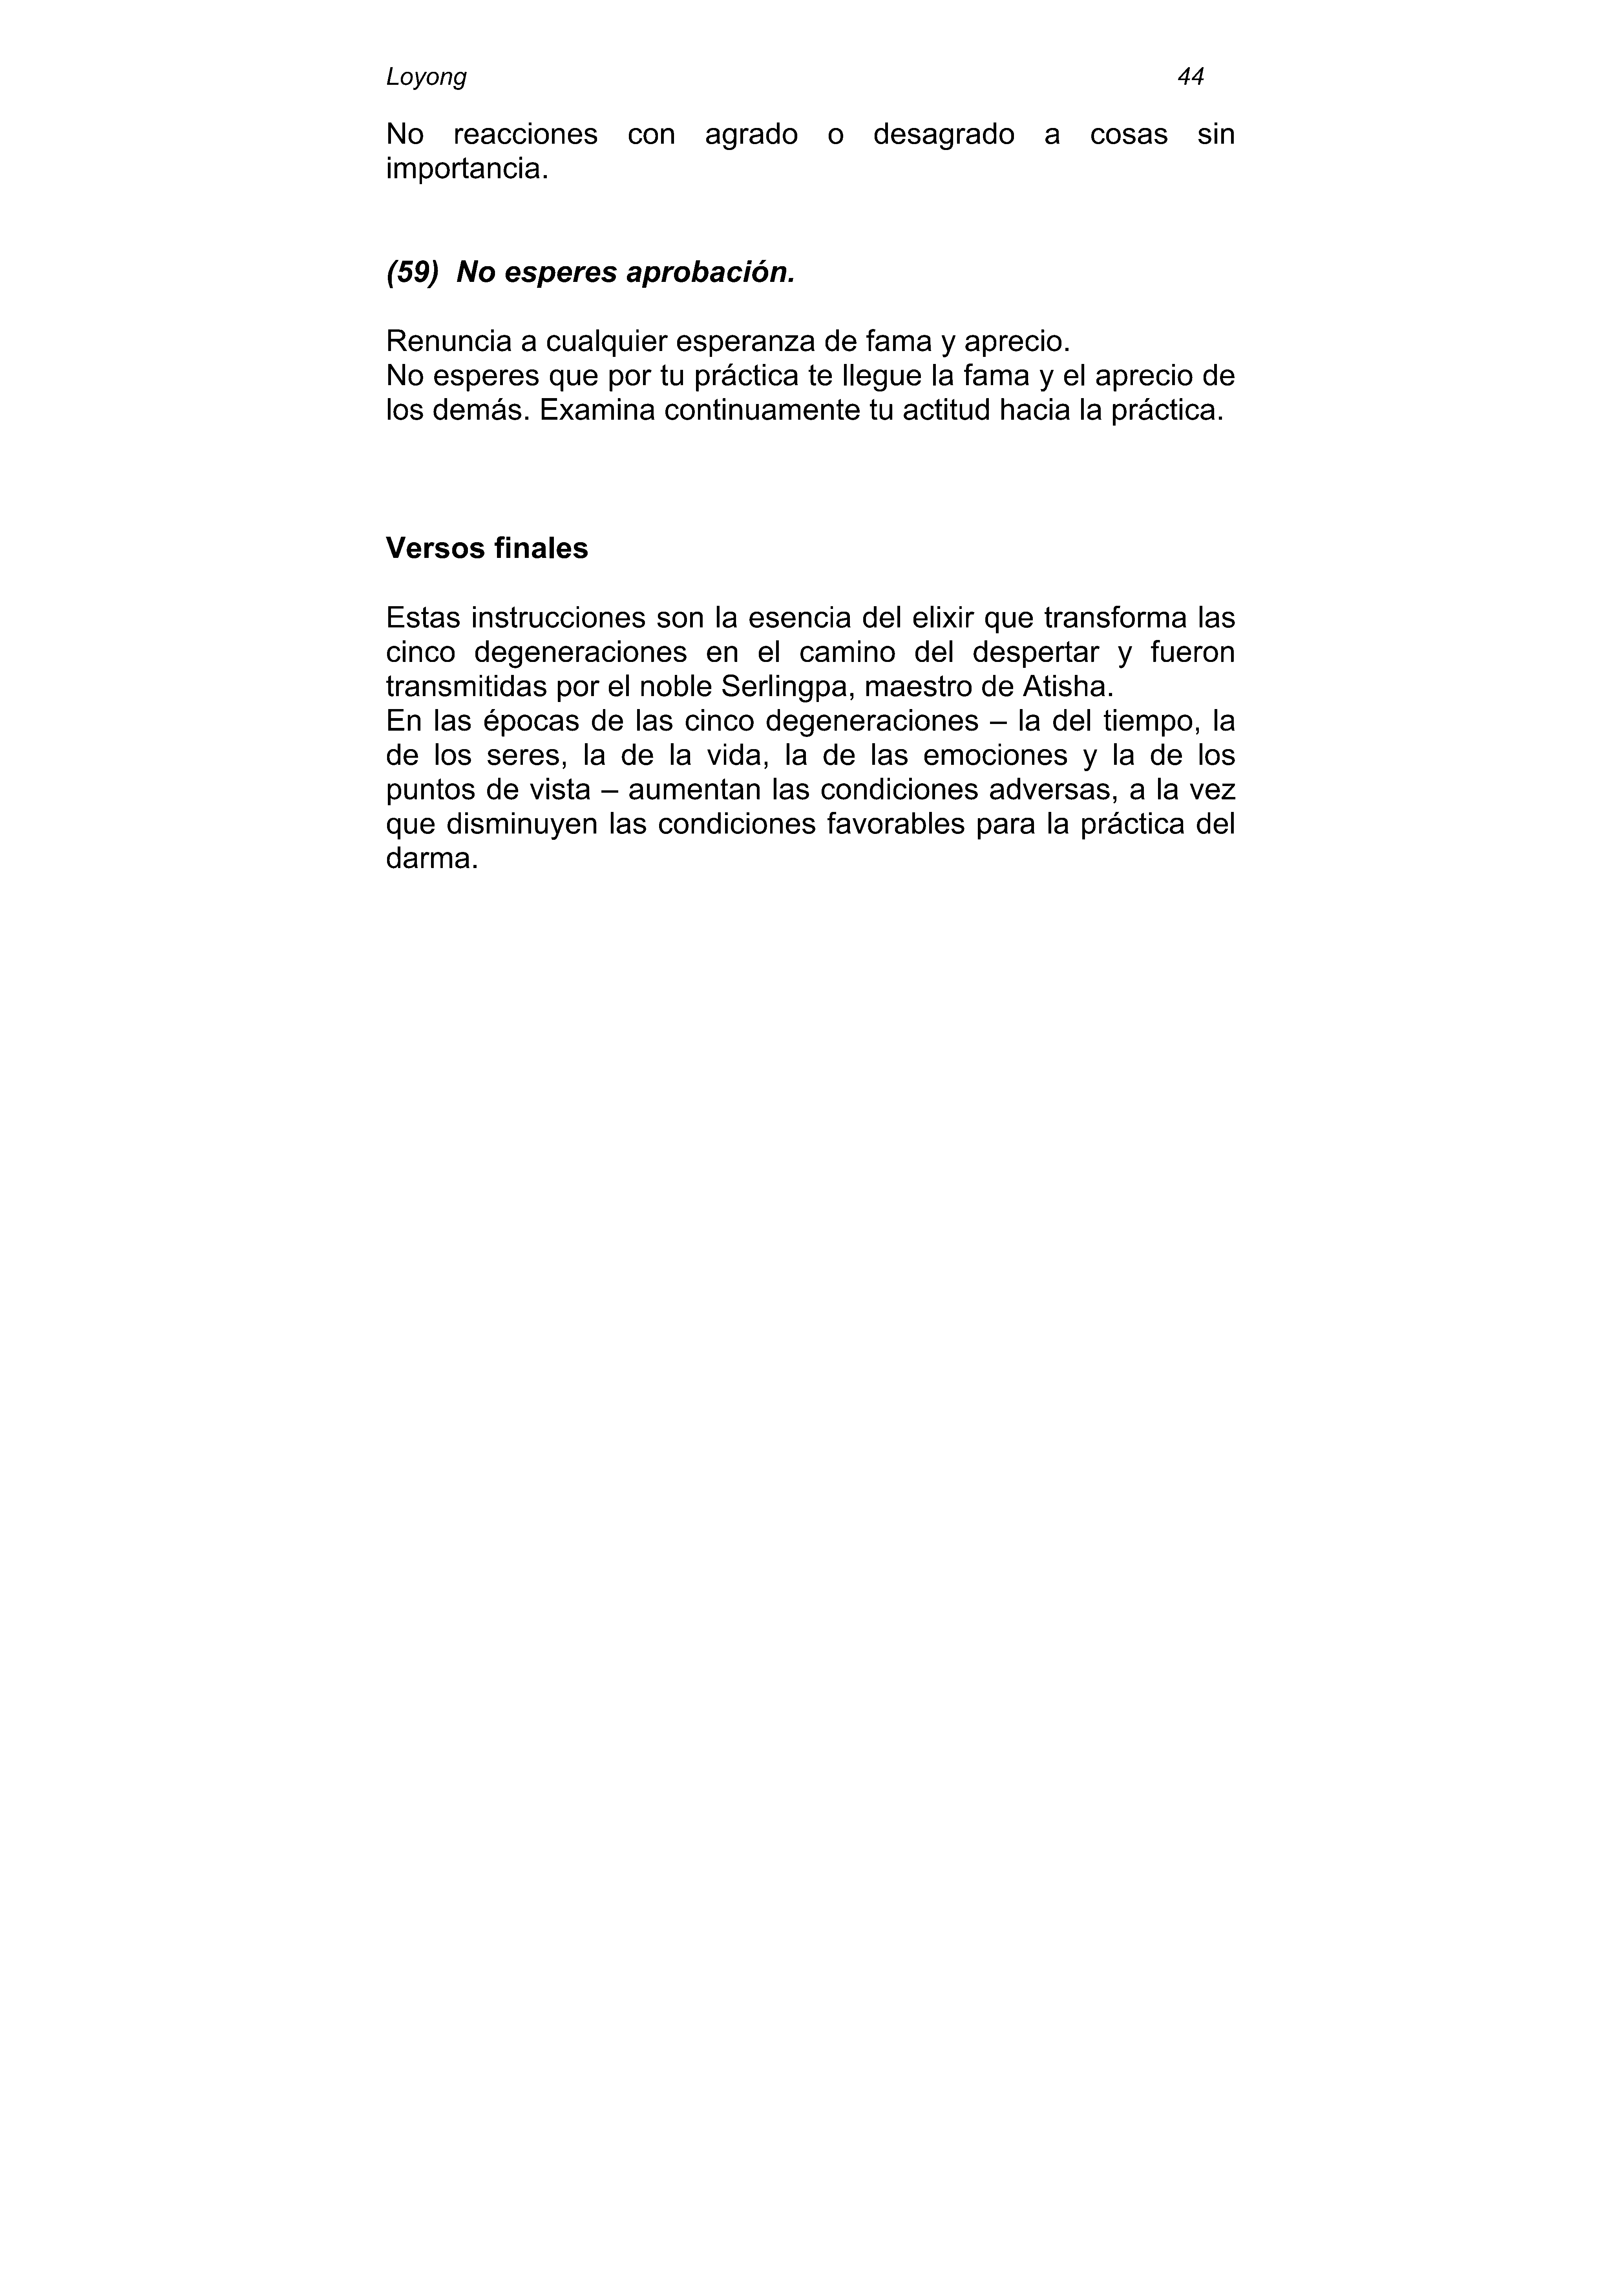 Loyong 44
No reacciones con agrado o desagrado a cosas sin
importancia.
(59) No esperes aprobación.
Renuncia a cualquier esperanza de fama y aprecio.
No esperes que por tu práctica te llegue la fama y el aprecio de
los demás. Examina continuamente tu actitud hacia la práctica.
Versos finales
Estas instrucciones son la esencia del elixir que transforma las
cinco degeneraciones en el camino del despertar y fueron
transmitidas por el noble Serlingpa, maestro de Atisha.
En las épocas de las cinco degeneraciones – la del tiempo, la
de los seres, la de la vida, la de las emociones y la de los
puntos de vista – aumentan las condiciones adversas, a la vez
que disminuyen las condiciones favorables para la práctica del
darma.